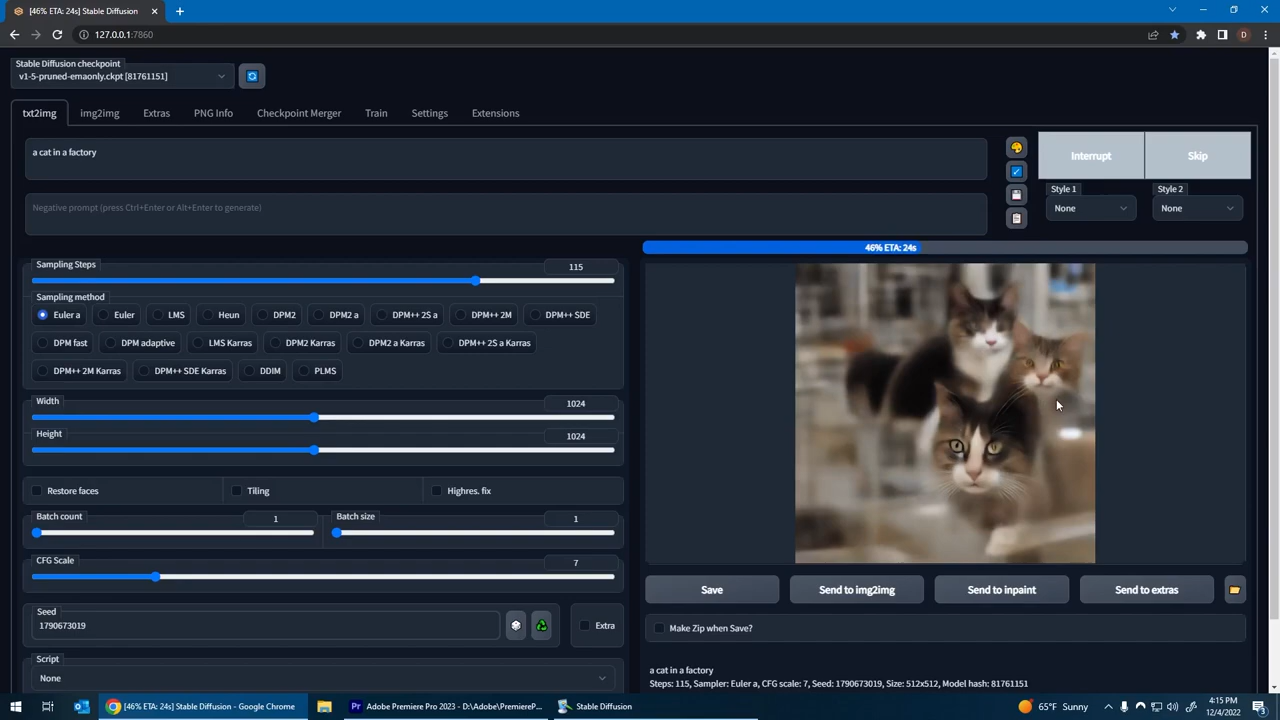 [46% ETA: 24s] Stable Diffusion
127.0.0.1:7860
D
Stable Diffusion checkpoint
v1-5-pruned-emaonly.ckpt [81761151]
txt2img
img2img
Extras
PNG Info
Checkpoint Merger
Train
Settings
Extensions
a cat in a factory
Interrupt
Skip
Style 1
None
Style 2
None
Negative prompt (press Ctrl+Enter or Alt+Enter to generate)
46% ETA: 24s
Sampling Steps
115
Sampling method
Euler a
Euler
LMS
Heun
DPM2
DPM2 a
DPM++ 2S a
DPM++ 2M
DPM++ SDE
DPM fast
DPM adaptive
LMS Karras
DPM2 Karras
DPM2 a Karras
DPM++ 2S a Karras
DPM++ 2M Karras
DPM++ SDE Karras
DDIM
PLMS
Width
1024
Height
1024
Restore faces
Tiling
Highres. fix
Batch count
1
Batch size
1
CFG Scale
7
Seed
1790673019
Extra
Script
None
Save
Send to img2img
Send to inpaint
Send to extras
Make Zip when Save?
a cat in a factory
Steps: 115, Sampler: Euler a, CFG scale: 7, Seed: 1790673019, Size: 512x512, Model hash: 81761151
[46% ETA: 24s] Stable Diffusion - Google Chrome
Adobe Premiere Pro 2023 - D:\Adobe\PremiereP...
Stable Diffusion
65°F Sunny
4:15 PM
12/4/2022
3